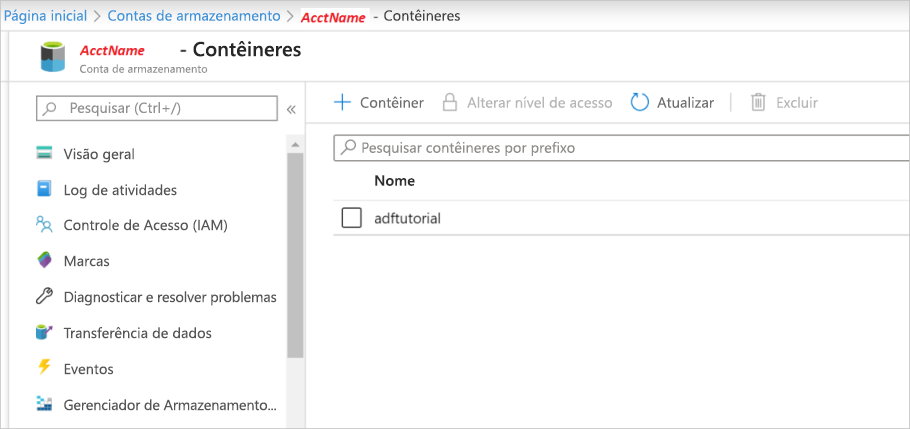 Página inicial > Contas de armazenamento > AcctName - Contêineres
AcctName - Contêineres
Conta de armazenamento
Pesquisar (Ctrl+/)
«
+ Contêiner
Alterar nível de acesso
Atualizar
Excluir
Pesquisar contêineres por prefixo
Nome
adftutorial
Visão geral
Log de atividades
Controle de Acesso (IAM)
Marcas
Diagnosticar e resolver problemas
Transferência de dados
Eventos
Gerenciador de Armazenamento...